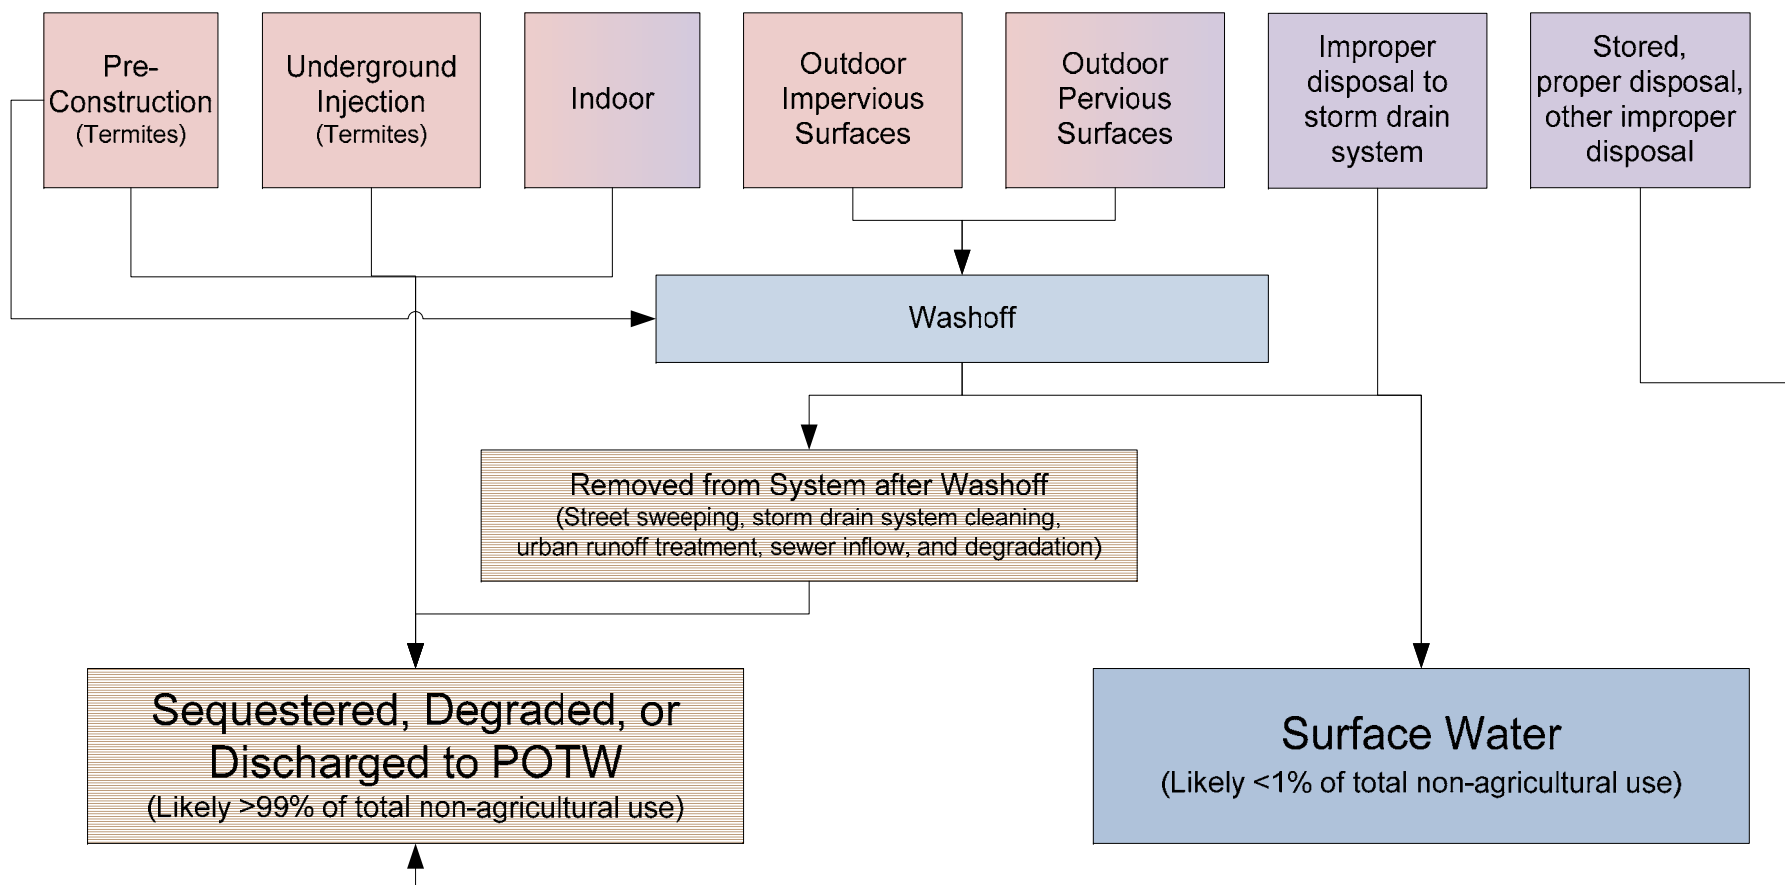 Pre-
Construction
(Termites)
Underground
Injection
(Termites)
Indoor
Outdoor
Impervious
Surfaces
Outdoor
Pervious
Surfaces
Improper
disposal to
storm drain
system
Stored,
proper disposal,
other improper
disposal
Washoff
Removed from System after Washoff
(Street sweeping, storm drain system cleaning,
urban runoff treatment, sewer inflow, and degradation)
Sequestered, Degraded, or
Discharged to POTW
(Likely >99% of total non-agricultural use)
Surface Water
(Likely <1% of total non-agricultural use)